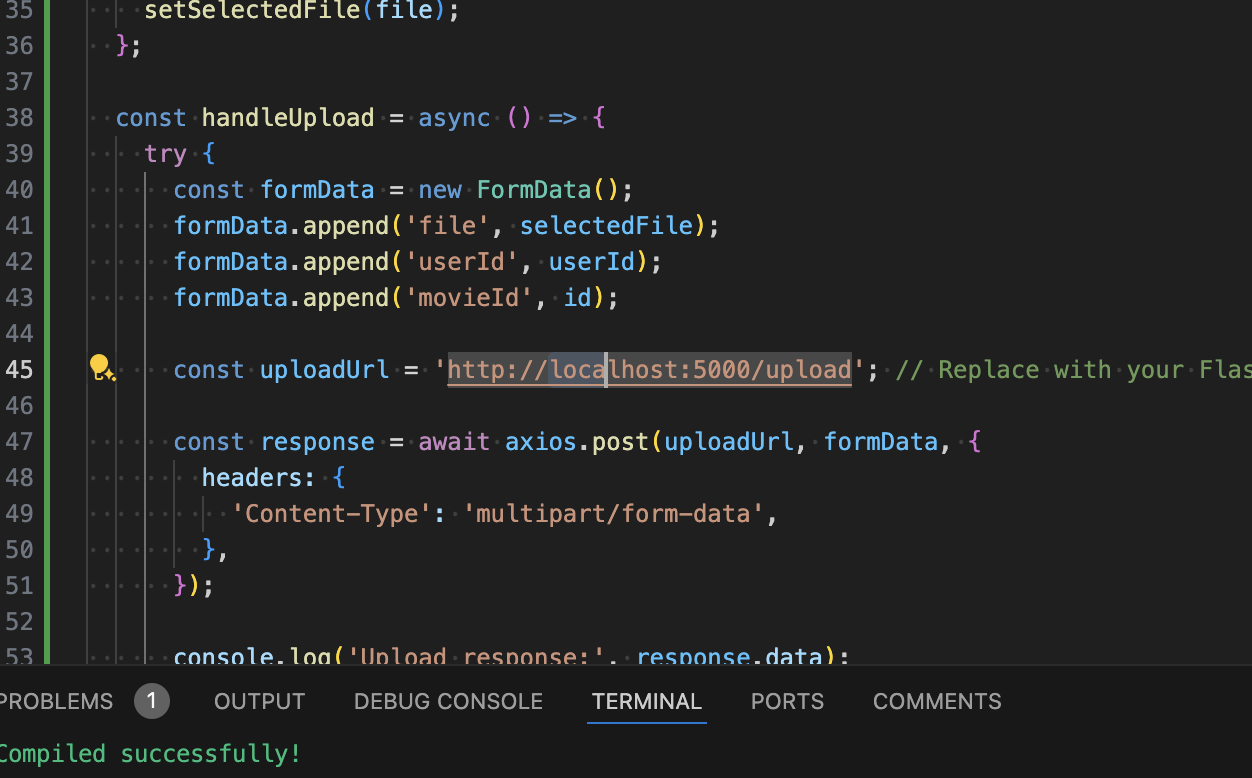 35 setSelectedFile(file);
36 };
37
38 const handleUpload = async () => {
39 try {
40 const formData = new FormData();
41 formData.append('file', selectedFile);
42 formData.append('userId', userId);
43 formData.append('movieId', id);
44
45 const uploadUrl = 'http://localhost:5000/upload'; // Replace with your Flas
46
47 const response = await axios.post(uploadUrl, formData, {
48 headers: {
49 'Content-Type': 'multipart/form-data',
50 },
51 });
52
53 console.log('Upload response:', response.data);
PROBLEMS 1 OUTPUT DEBUG CONSOLE TERMINAL PORTS COMMENTS
Compiled successfully!